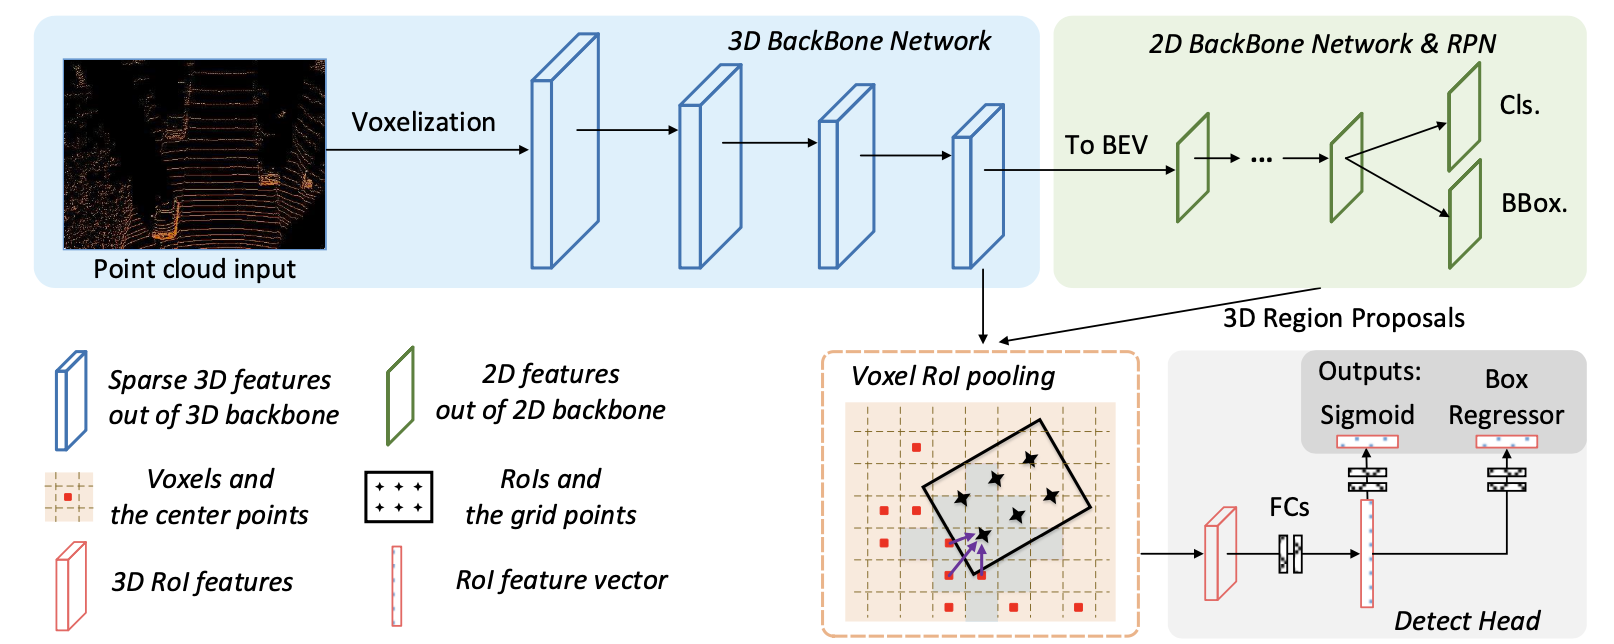 3D BackBone Network
2D BackBone Network & RPN
Voxelization
To BEV
...
Cls.
BBox.
Point cloud input
3D Region Proposals
Sparse 3D features
out of 3D backbone
2D features
out of 2D backbone
Voxels and
the center points
RoIs and
the grid points
3D RoI features
RoI feature vector
Voxel RoI pooling
Outputs:
Sigmoid
Box
Regressor
FCs
Detect Head